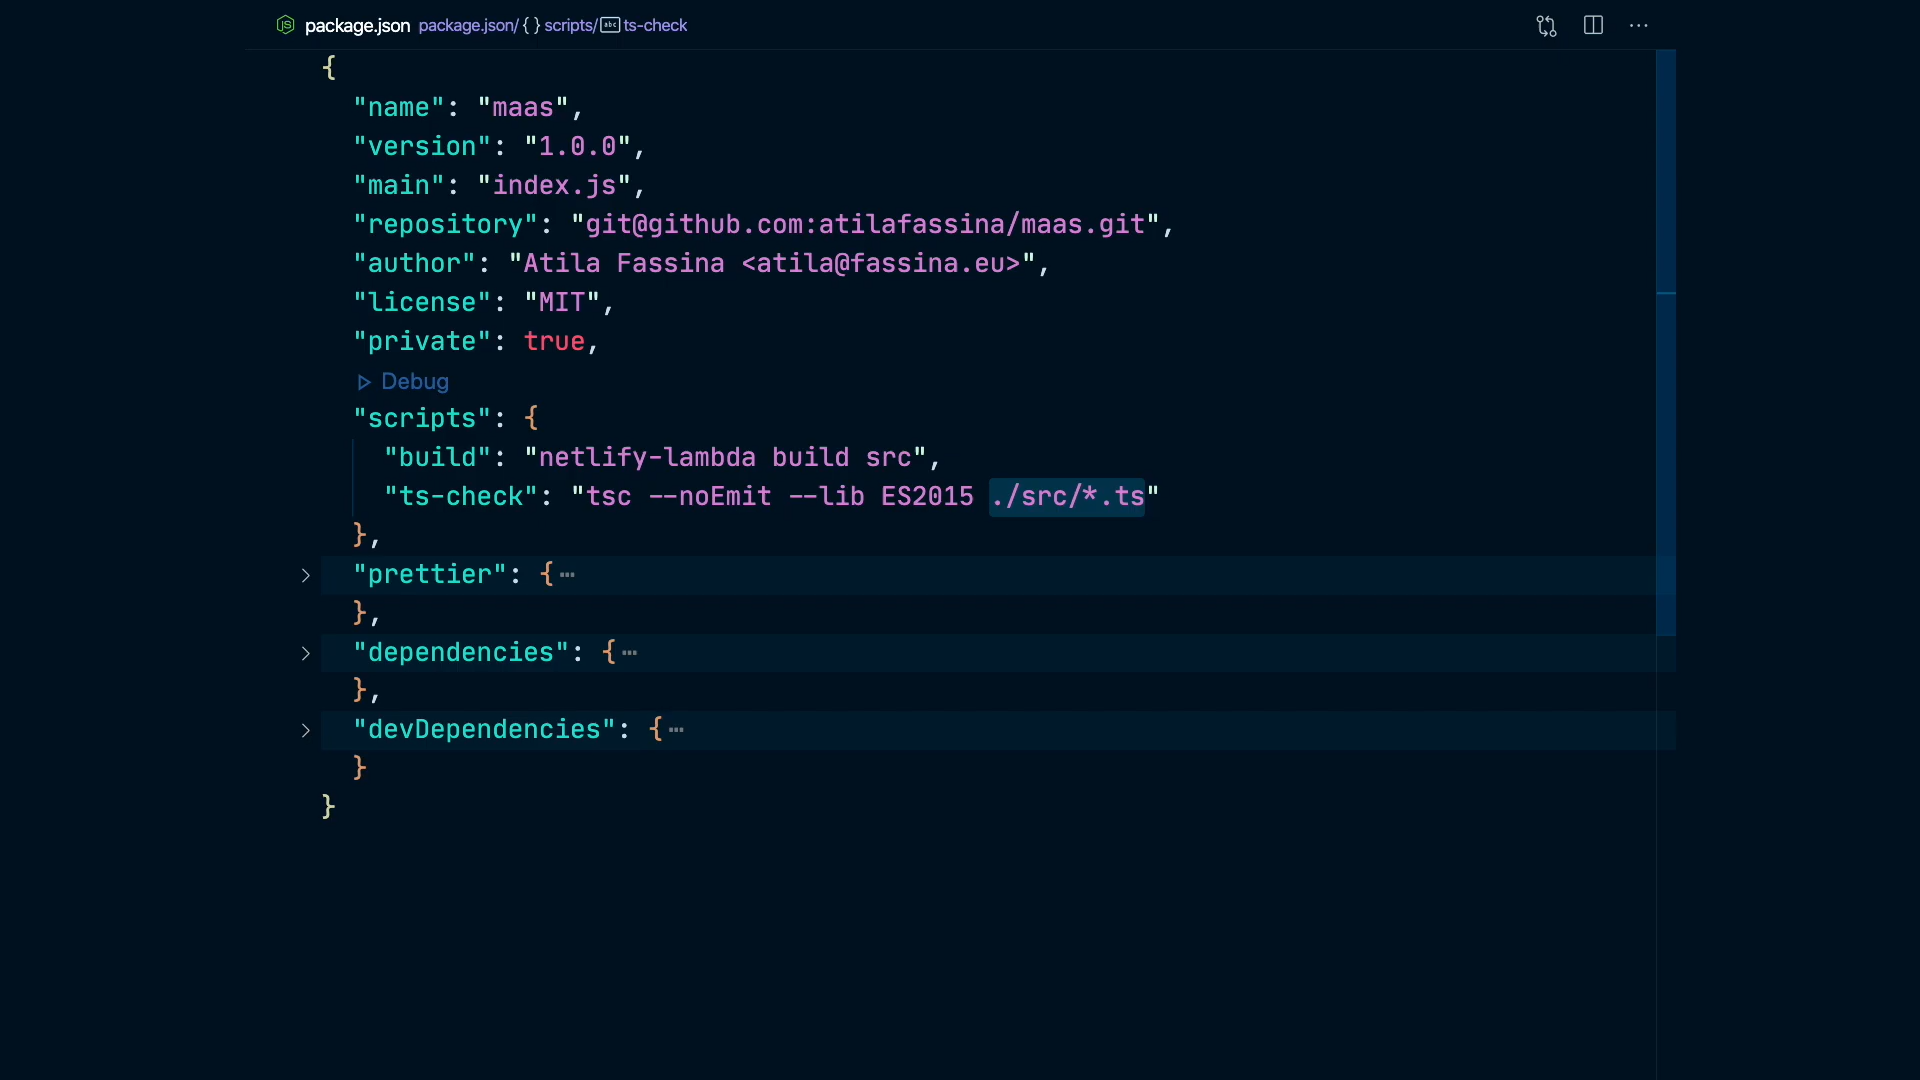 package.json package.json/ {} scripts/ abc ts-check
{
"name": "maas",
"version": "1.0.0",
"main": "index.js",
"repository": "git@github.com:atilafassina/maas.git",
"author": "Atila Fassina <atila@fassina.eu>",
"license": "MIT",
"private": true,
Debug
"scripts": {
"build": "netlify-lambda build src",
"ts-check": "tsc --noEmit --lib ES2015 ./src/*.ts"
},
"prettier": {⋯
},
"dependencies": {⋯
},
"devDependencies": {⋯
}
}